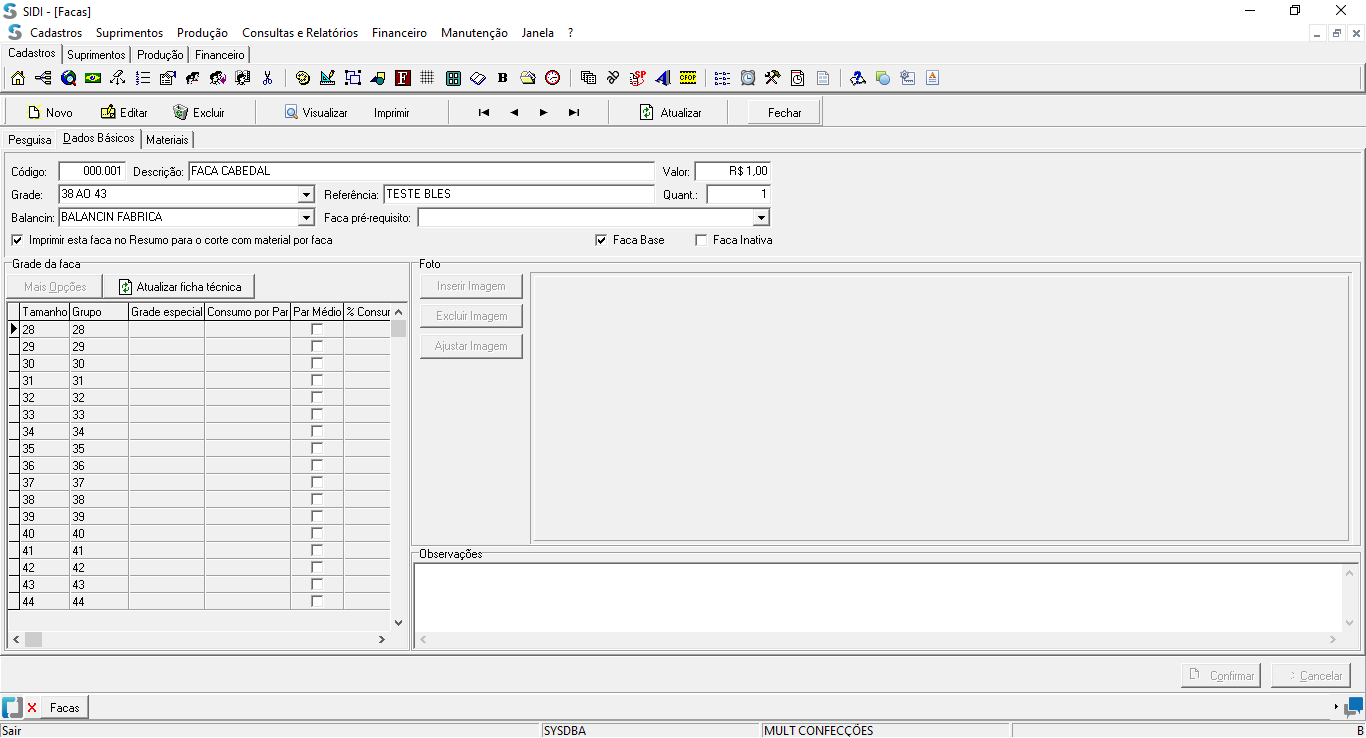 SIDI - [Facas]
Cadastros Suprimentos Produção Consultas e Relatórios Financeiro Manutenção Janela ?
Cadastros Suprimentos Produção Financeiro
B F SP CFOP A
Novo Editar Excluir Visualizar Imprimir Atualizar Fechar
Pesquisa Dados Básicos Materiais
Código: 000.001 Descrição: FACA CABEDAL Valor: R$ 1,00
Grade: 38 AO 43 Referência: TESTE BLES Quant.: 1
Balancin: BALANCIN FABRICA Faca pré-requisito:
Imprimir esta faca no Resumo para o corte com material por faca Faca Base Faca Inativa
Grade da faca
Mais Opções Atualizar ficha técnica
Tamanho Grupo Grade especial Consumo por Par Par Médio % Consur
28 28
29 29
30 30
31 31
32 32
33 33
34 34
35 35
36 36
37 37
38 38
39 39
40 40
41 41
42 42
43 43
44 44
Foto
Inserir Imagem
Excluir Imagem
Ajustar Imagem
Observações
Confirmar Cancelar
Facas
Sair SYSDBA MULT CONFECÇÕES B